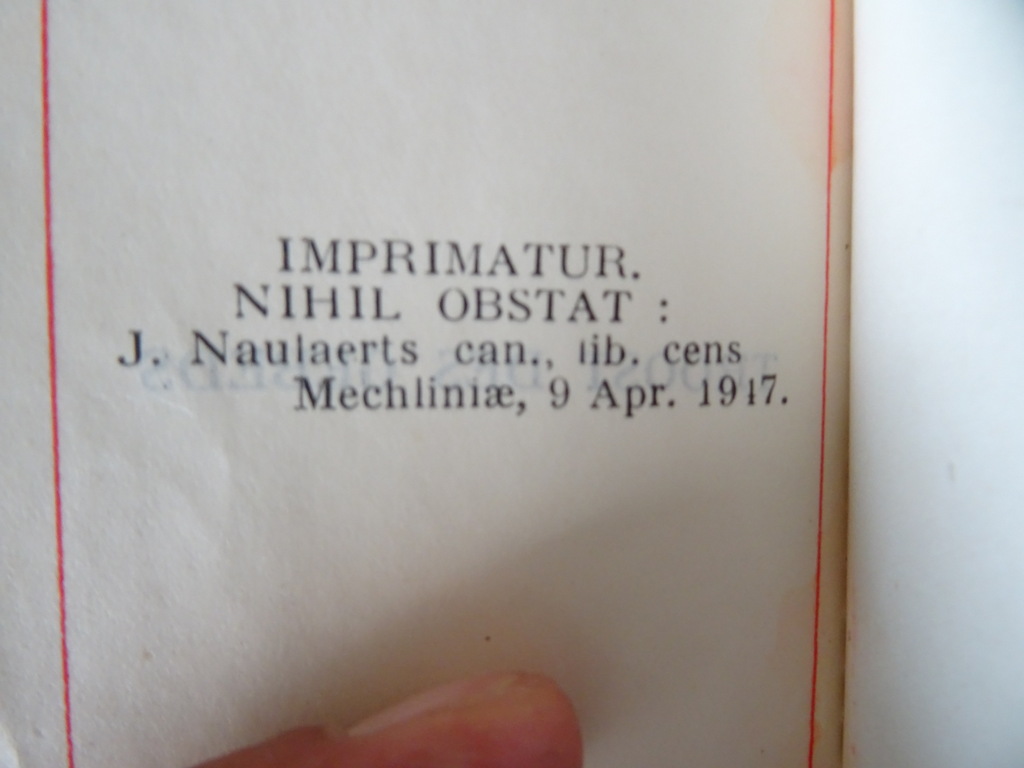 IMPRIMATUR.
NIHIL OBSTAT :
J. Naulaerts can., lib. cens
Mechliniæ, 9 Apr. 1917.